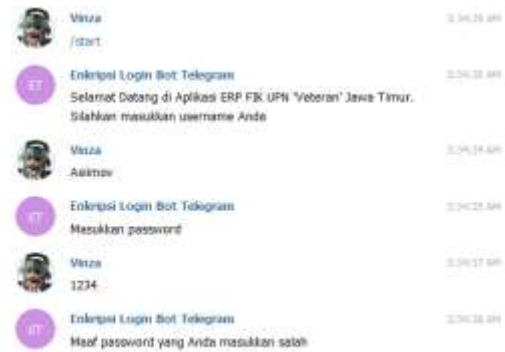 Vinza
/start
ET
Enkripsi Login Bot Telegram
Selamat Datang di Aplikasi ERP FIK UPN 'Veteran' Jawa Timur.
Silahkan masukkan username Anda
Vinza
Asimov
Enkripsi Login Bot Telegram
Masukkan password
Vinza
1234
ET
Enkripsi Login Bot Telegram
Maaf password yang Anda masukkan salah